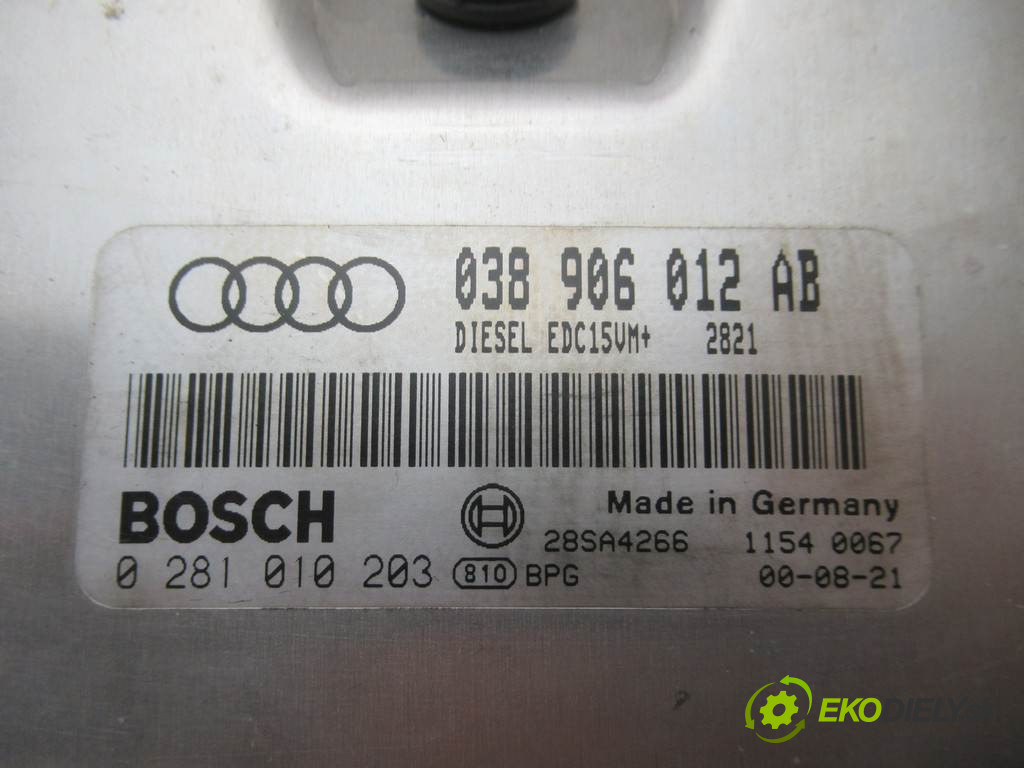 038 906 012 AB
DIESEL EDC15VM+ 2821
BOSCH
Made in Germany
28SA4266 1154 0067
0 281 010 203 810 BPG 00-08-21
EKODIELY